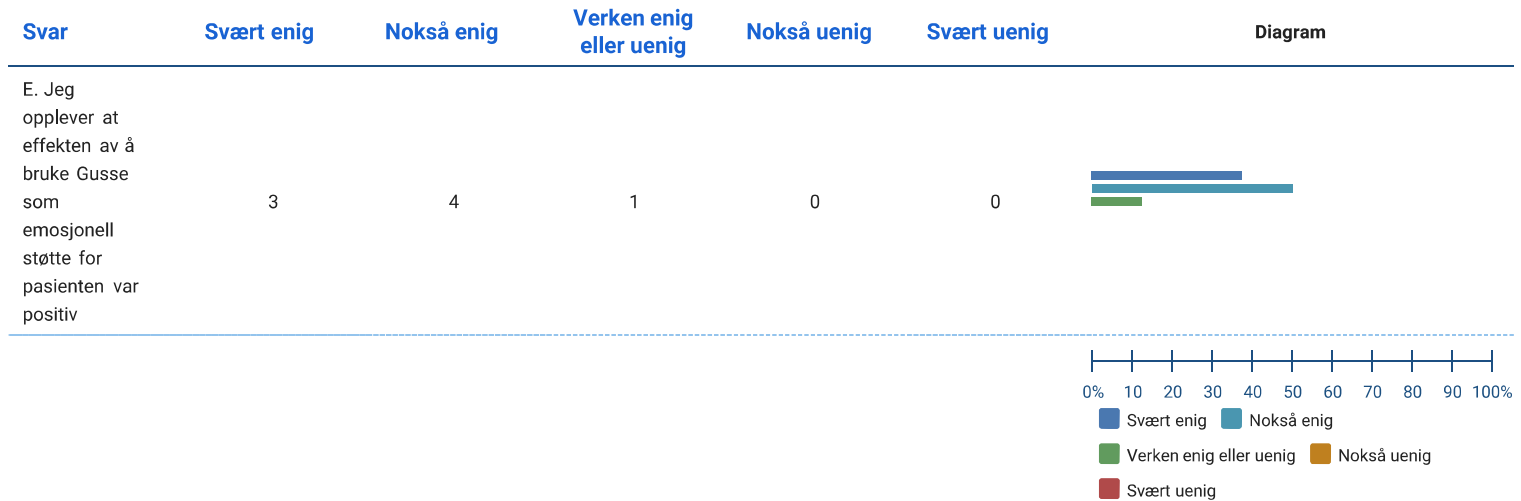 Svar Svært enig Nokså enig Verken enig eller uenig Nokså uenig Svært uenig Diagram
E. Jeg
opplever at
effekten av å
bruke Gusse
som
emosjonell
støtte for
pasienten var
positiv
3 4 1 0 0
0% 10 20 30 40 50 60 70 80 90 100%
Svært enig Nokså enig
Verken enig eller uenig Nokså uenig
Svært uenig